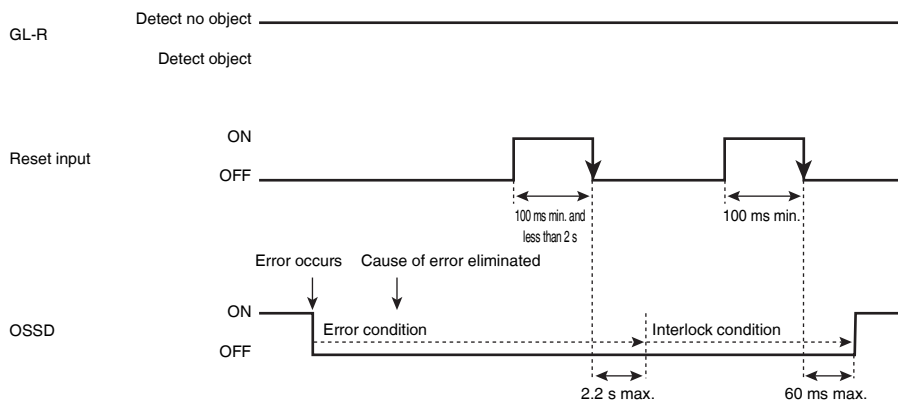 Detect no object
GL-R
Detect object
ON
Reset input
OFF
100 ms min. and
less than 2 s
100 ms min.
Error occurs
Cause of error eliminated
ON
OSSD
Error condition
Interlock condition
OFF
2.2 s max.
60 ms max.